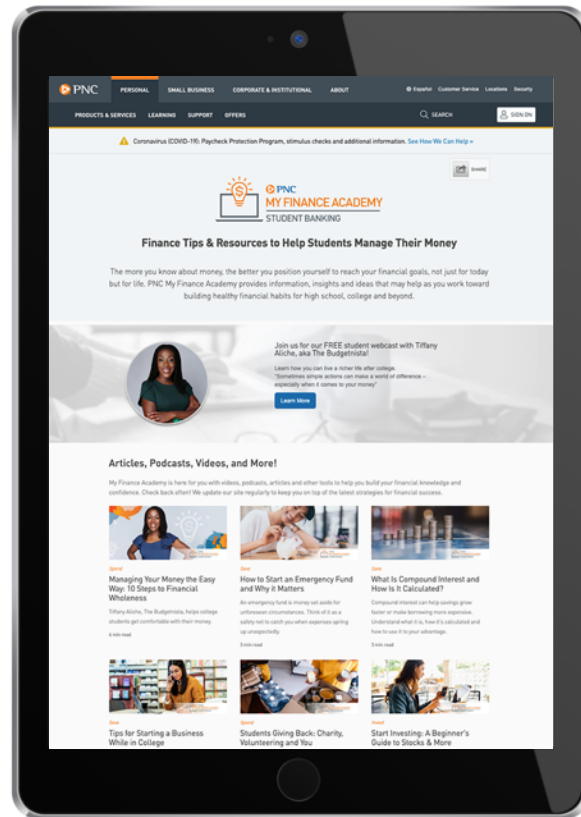 PNC
PERSONAL SMALL BUSINESS CORPORATE & INSTITUTIONAL ABOUT
Español Customer Service Locations Security
PRODUCTS & SERVICES LEARNING SUPPORT OFFERS
SEARCH
SIGN ON
Coronavirus (COVID-19): Paycheck Protection Program, stimulus checks and additional information. See How We Can Help »
SHARE
PNC
MY FINANCE ACADEMY
STUDENT BANKING
Finance Tips & Resources to Help Students Manage Their Money
The more you know about money, the better you position yourself to reach your financial goals, not just for today
but for life. PNC My Finance Academy provides information, insights and ideas that may help as you work toward
building healthy financial habits for high school, college and beyond.
Join us for our FREE student webcast with Tiffany
Aliche, aka The Budgetnista!
Learn how you can live a richer life after college.
"Sometimes simple actions can make a world of difference –
especially when it comes to your money"
Learn More
Articles, Podcasts, Videos, and More!
My Finance Academy is here for you with videos, podcasts, articles and other tools to help you build your financial knowledge and
confidence. Check back often! We update our site regularly to keep you on top of the latest strategies for financial success.
Spend
Managing Your Money the Easy
Way: 10 Steps to Financial
Wholeness
Tiffany Aliche, The Budgetnista, helps college
students get comfortable with their money.
6 min read
Save
How to Start an Emergency Fund
and Why it Matters
An emergency fund is money set aside for
unforeseen circumstances. Think of it as a
safety net to catch you when expenses spring
up unexpectedly.
3 min read
Save
What Is Compound Interest and
How Is It Calculated?
Compound interest can help savings grow
faster or make borrowing more expensive.
Understand what it is, how it's calculated and
how to use it to your advantage.
3 min read
Save
Tips for Starting a Business
While in College
Spend
Students Giving Back: Charity,
Volunteering and You
Invest
Start Investing: A Beginner's
Guide to Stocks & More